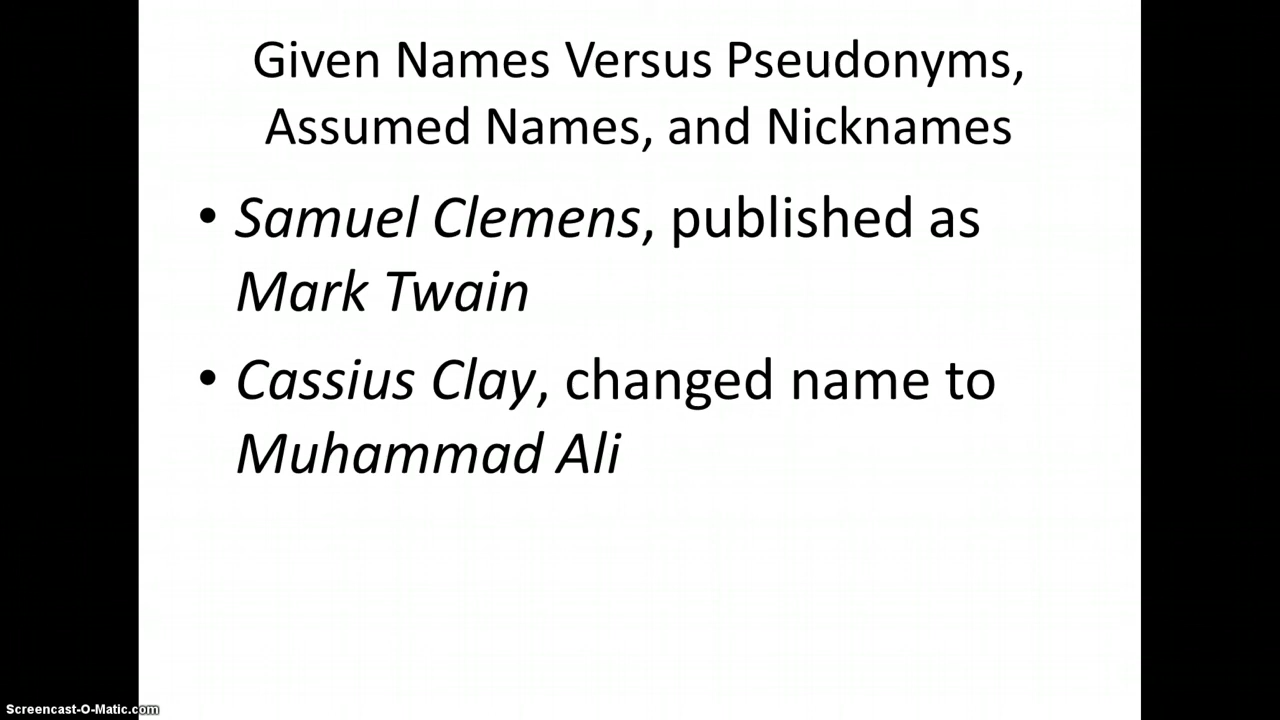 Given Names Versus Pseudonyms,
Assumed Names, and Nicknames
• Samuel Clemens, published as
Mark Twain
• Cassius Clay, changed name to
Muhammad Ali
Screencast-O-Matic.com